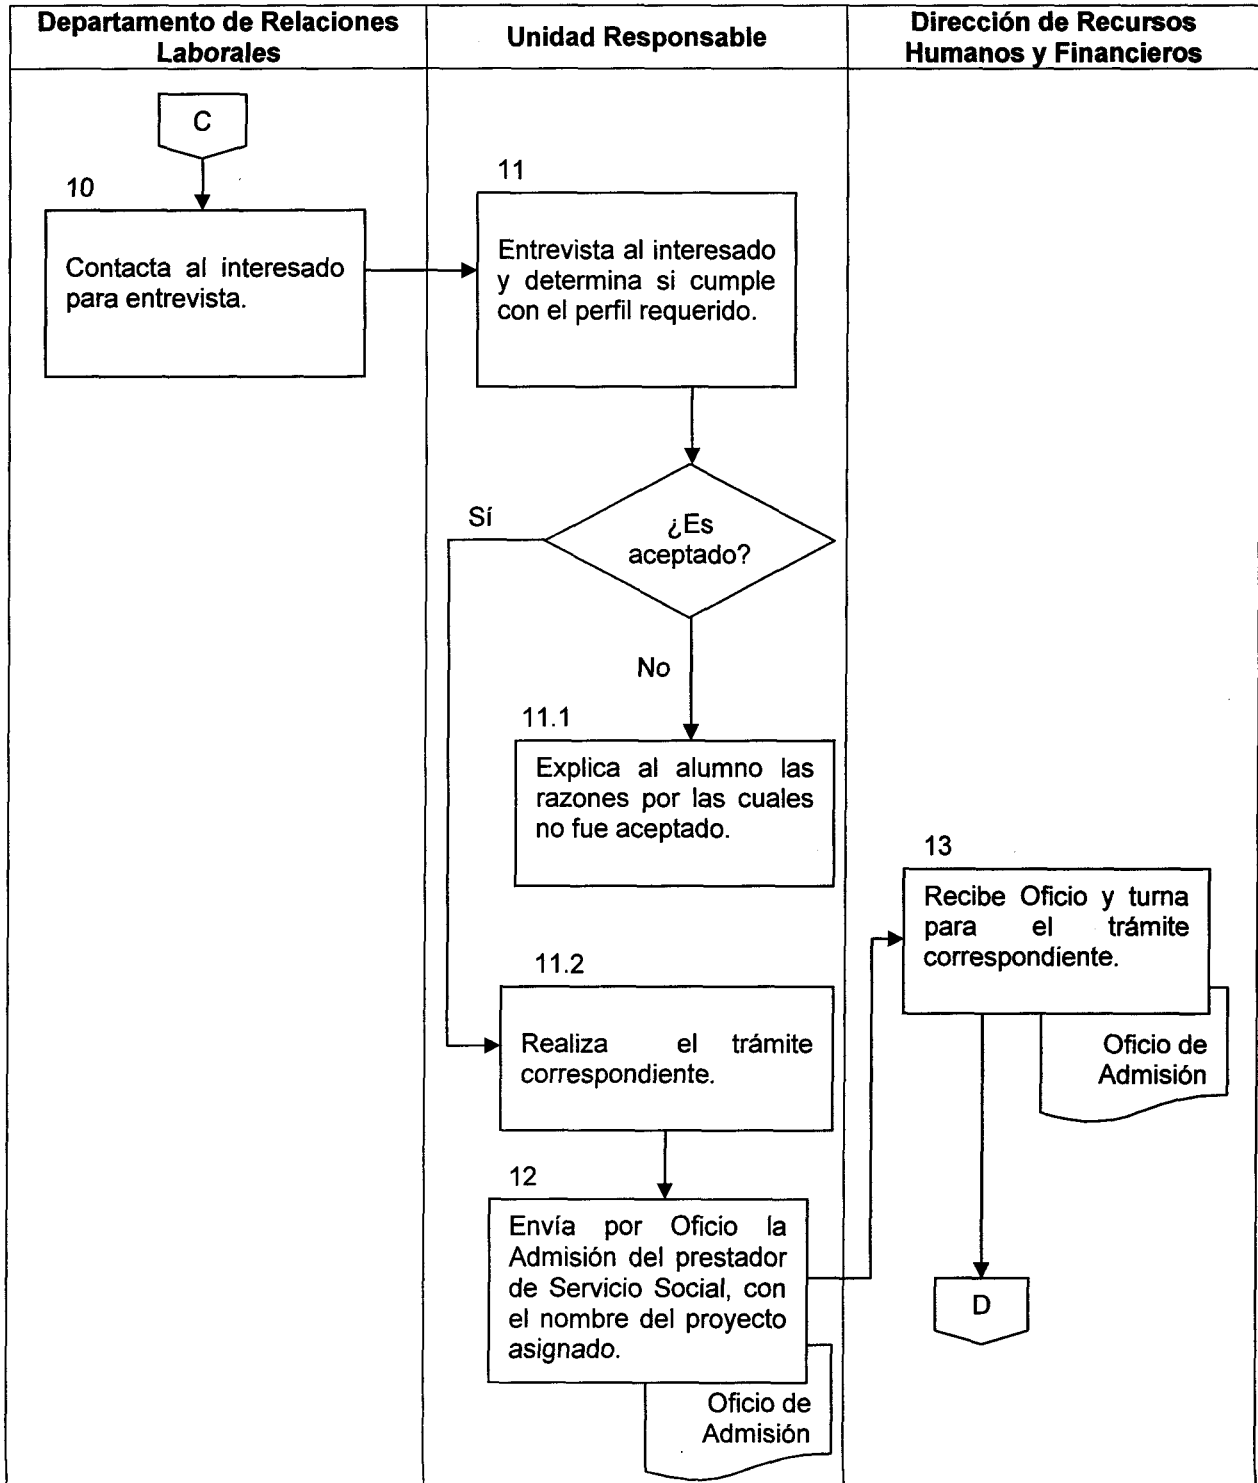 Departamento de Relaciones
Laborales
Unidad Responsable
Dirección de Recursos
Humanos y Financieros
C
10
Contacta al interesado
para entrevista.
11
Entrevista al interesado
y determina si cumple
con el perfil requerido.
¿Es
aceptado?
Sí
No
11.1
Explica al alumno las
razones por las cuales
no fue aceptado.
11.2
Realiza el trámite
correspondiente.
12
Envía por Oficio la
Admisión del prestador
de Servicio Social, con
el nombre del proyecto
asignado.
Oficio de
Admisión
13
Recibe Oficio y turna
para el trámite
correspondiente.
Oficio de
Admisión
D